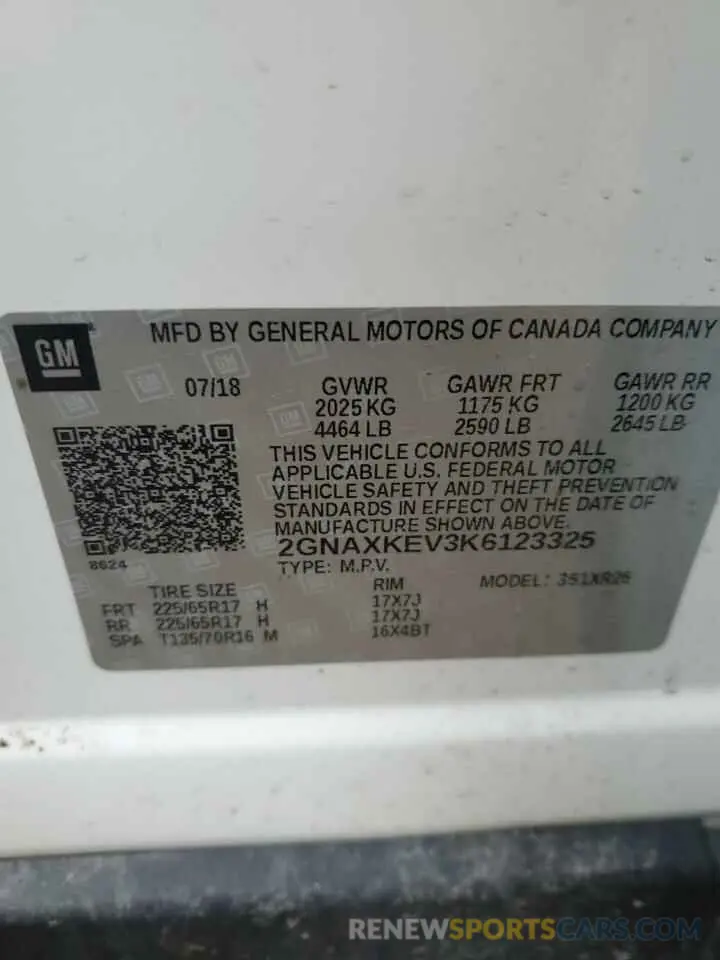 GM
MFD BY GENERAL MOTORS OF CANADA COMPANY
07/18 GVWR GAWR FRT GAWR RR
2025 KG 1175 KG 1200 KG
4464 LB 2590 LB 2645 LB
THIS VEHICLE CONFORMS TO ALL
APPLICABLE U.S. FEDERAL MOTOR
VEHICLE SAFETY AND THEFT PREVENTION
STANDARDS IN EFFECT ON THE DATE OF
MANUFACTURE SHOWN ABOVE.
2GNAXKEV3K6123325
8624
TYPE: M.P.V. MODEL: 3S1XR26
TIRE SIZE RIM
FRT 225/65R17 H 17X7J
RR 225/65R17 H 17X7J
SPA T135/70R16 M 16X4BT
RENEWSPORTSCARS.COM